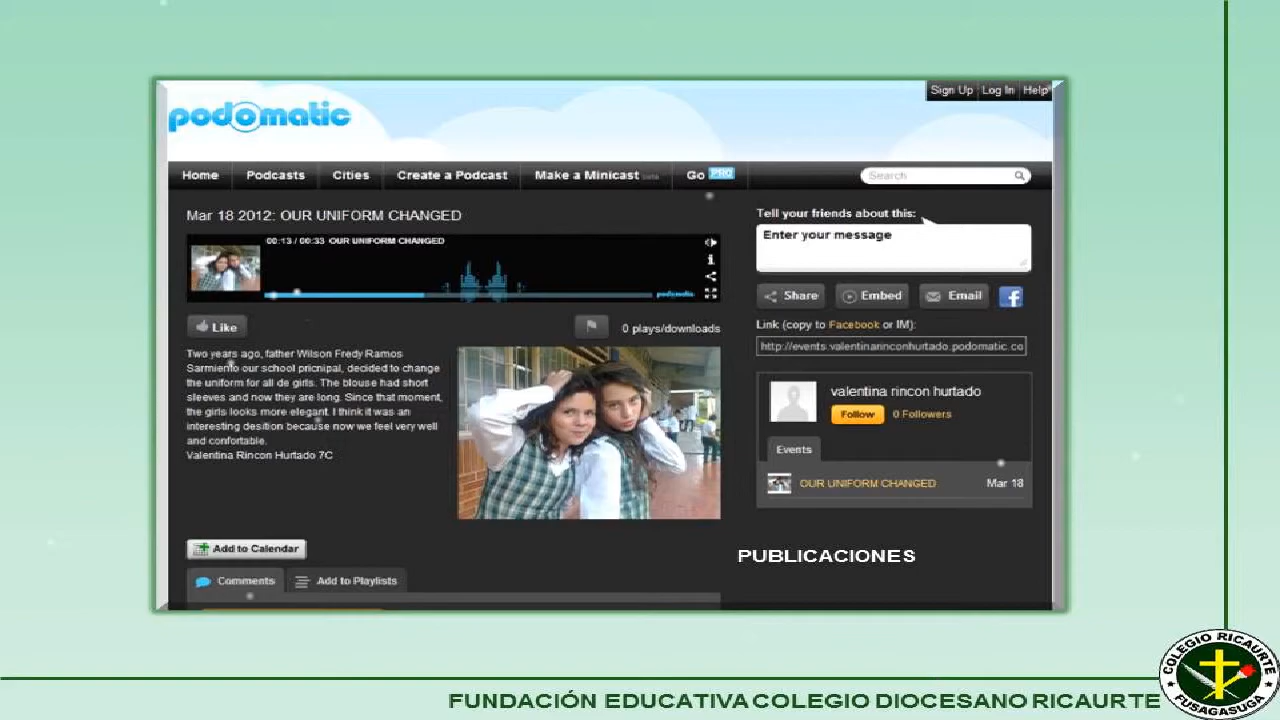 Sign Up Log In Help
podomatic
Home Podcasts Cities Create a Podcast Make a Minicast beta Go PRO Search
Mar 18 2012: OUR UNIFORM CHANGED
00:13 / 00:33 OUR UNIFORM CHANGED
podomatic
Like
0 plays/downloads
Two years ago, father Wilson Fredy Ramos
Sarmiento our school pricnipal, decided to change
the uniform for all de girls. The blouse had short
sleeves and now they are long. Since that moment,
the girls looks more elegant. I think it was an
interesting desition because now we feel very well
and confortable.
Valentina Rincon Hurtado 7C
Add to Calendar
Comments Add to Playlists
Tell your friends about this:
Enter your message
Share Embed Email f
Link (copy to Facebook or IM):
http://events.valentinarinconhurtado.podomatic.co
valentina rincon hurtado
Follow 0 Followers
Events
OUR UNIFORM CHANGED Mar 18
PUBLICACIONES
FUNDACIÓN EDUCATIVA COLEGIO DIOCESANO RICAURTE
COLEGIO RICAURTE
FUSAGASUGA